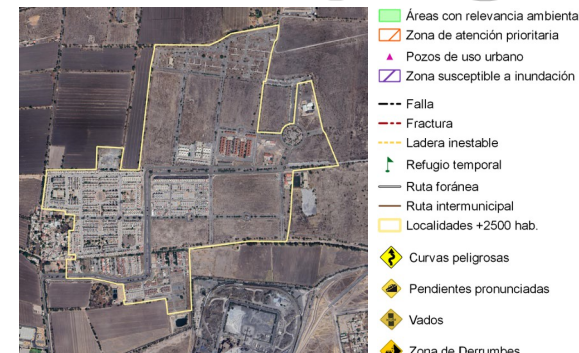 Áreas con relevancia ambienta
Zona de atención prioritaria
Pozos de uso urbano
Zona susceptible a inundación
Falla
Fractura
Ladera inestable
Refugio temporal
Ruta foránea
Ruta intermunicipal
Localidades +2500 hab.
Curvas peligrosas
Pendientes pronunciadas
Vados
Zona de Derrumbes